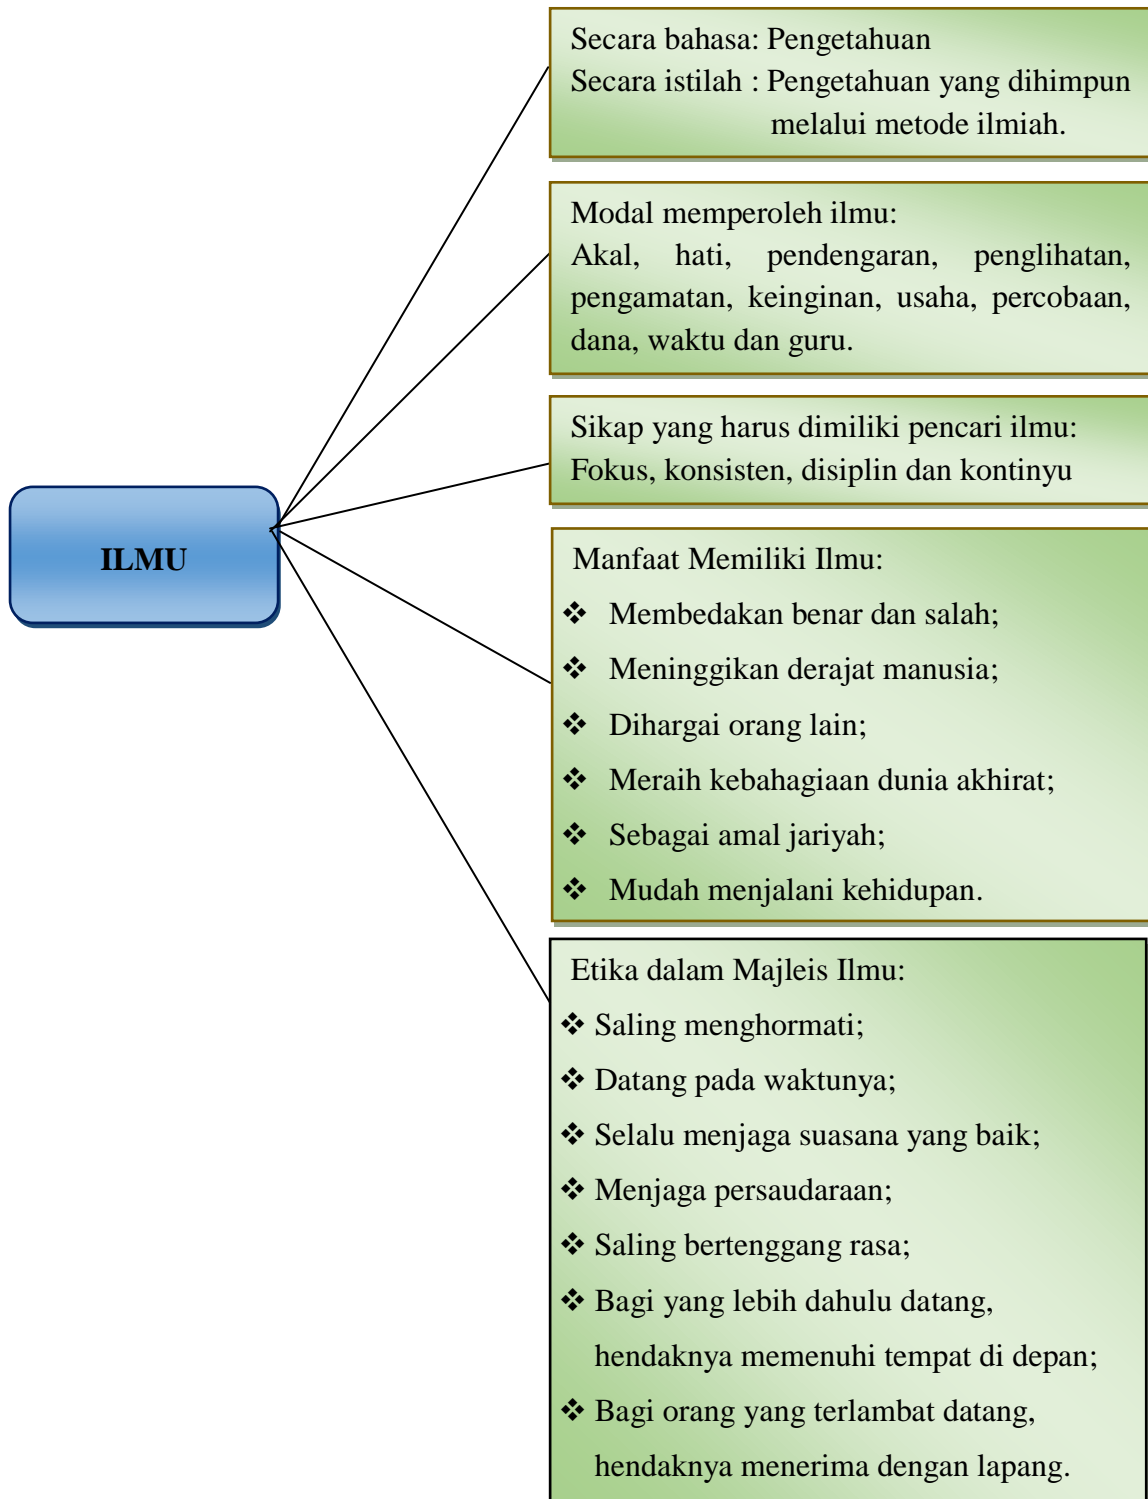 Secara bahasa: Pengetahuan
Secara istilah : Pengetahuan yang dihimpun
melalui metode ilmiah.
Modal memperoleh ilmu:
Akal, hati, pendengaran, penglihatan,
pengamatan, keinginan, usaha, percobaan,
dana, waktu dan guru.
Sikap yang harus dimiliki pencari ilmu:
Fokus, konsisten, disiplin dan kontinyu
ILMU
Manfaat Memiliki Ilmu:
❖ Membedakan benar dan salah;
❖ Meninggikan derajat manusia;
❖ Dihargai orang lain;
❖ Meraih kebahagiaan dunia akhirat;
❖ Sebagai amal jariyah;
❖ Mudah menjalani kehidupan.
Etika dalam Majleis Ilmu:
❖ Saling menghormati;
❖ Datang pada waktunya;
❖ Selalu menjaga suasana yang baik;
❖ Menjaga persaudaraan;
❖ Saling bertenggang rasa;
❖ Bagi yang lebih dahulu datang,
hendaknya memenuhi tempat di depan;
❖ Bagi orang yang terlambat datang,
hendaknya menerima dengan lapang.